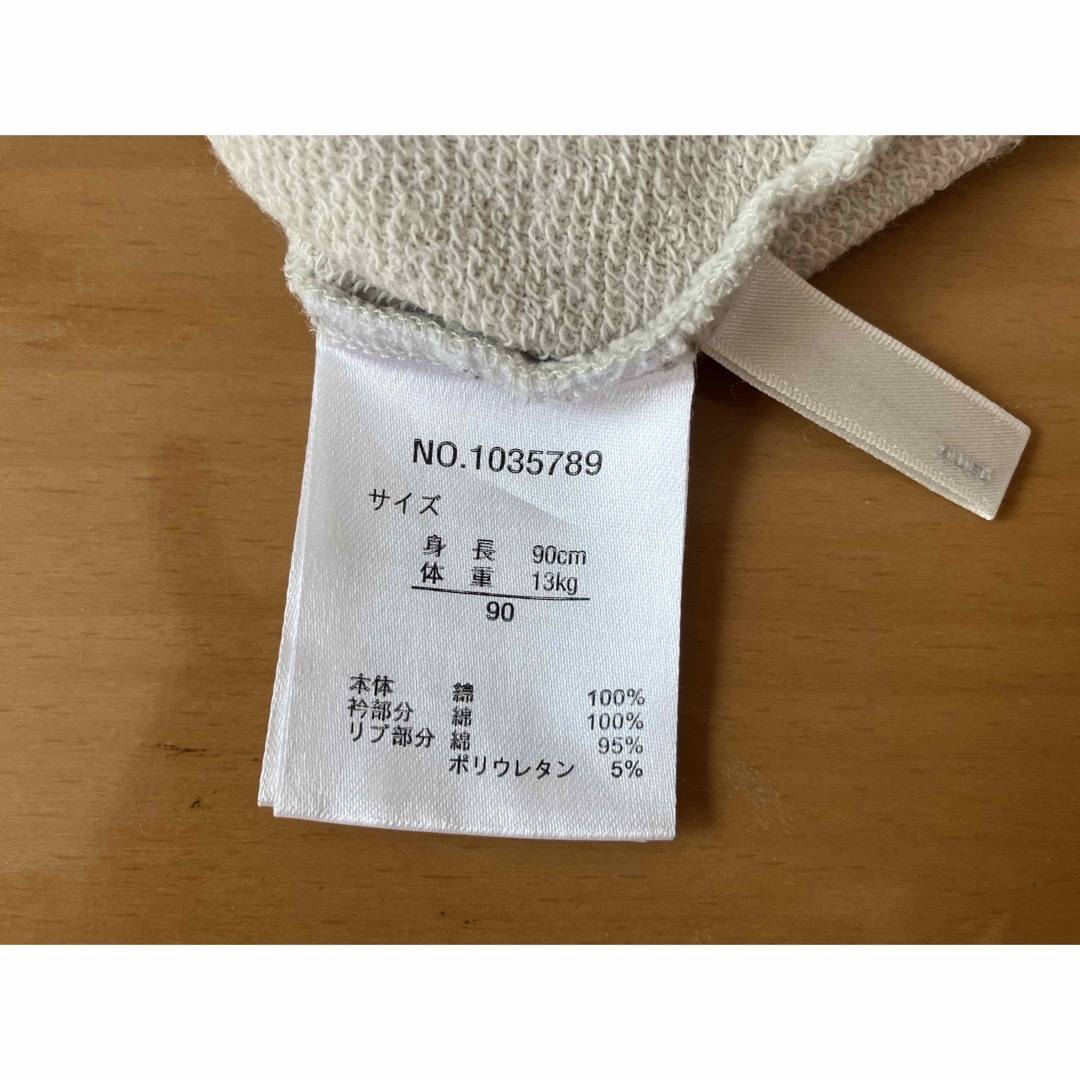 NO.1035789
サイズ
身 長 90cm
体 重 13kg
90
本体 綿 100%
衿部分 綿 100%
リブ部分 綿 95%
ポリウレタン 5%